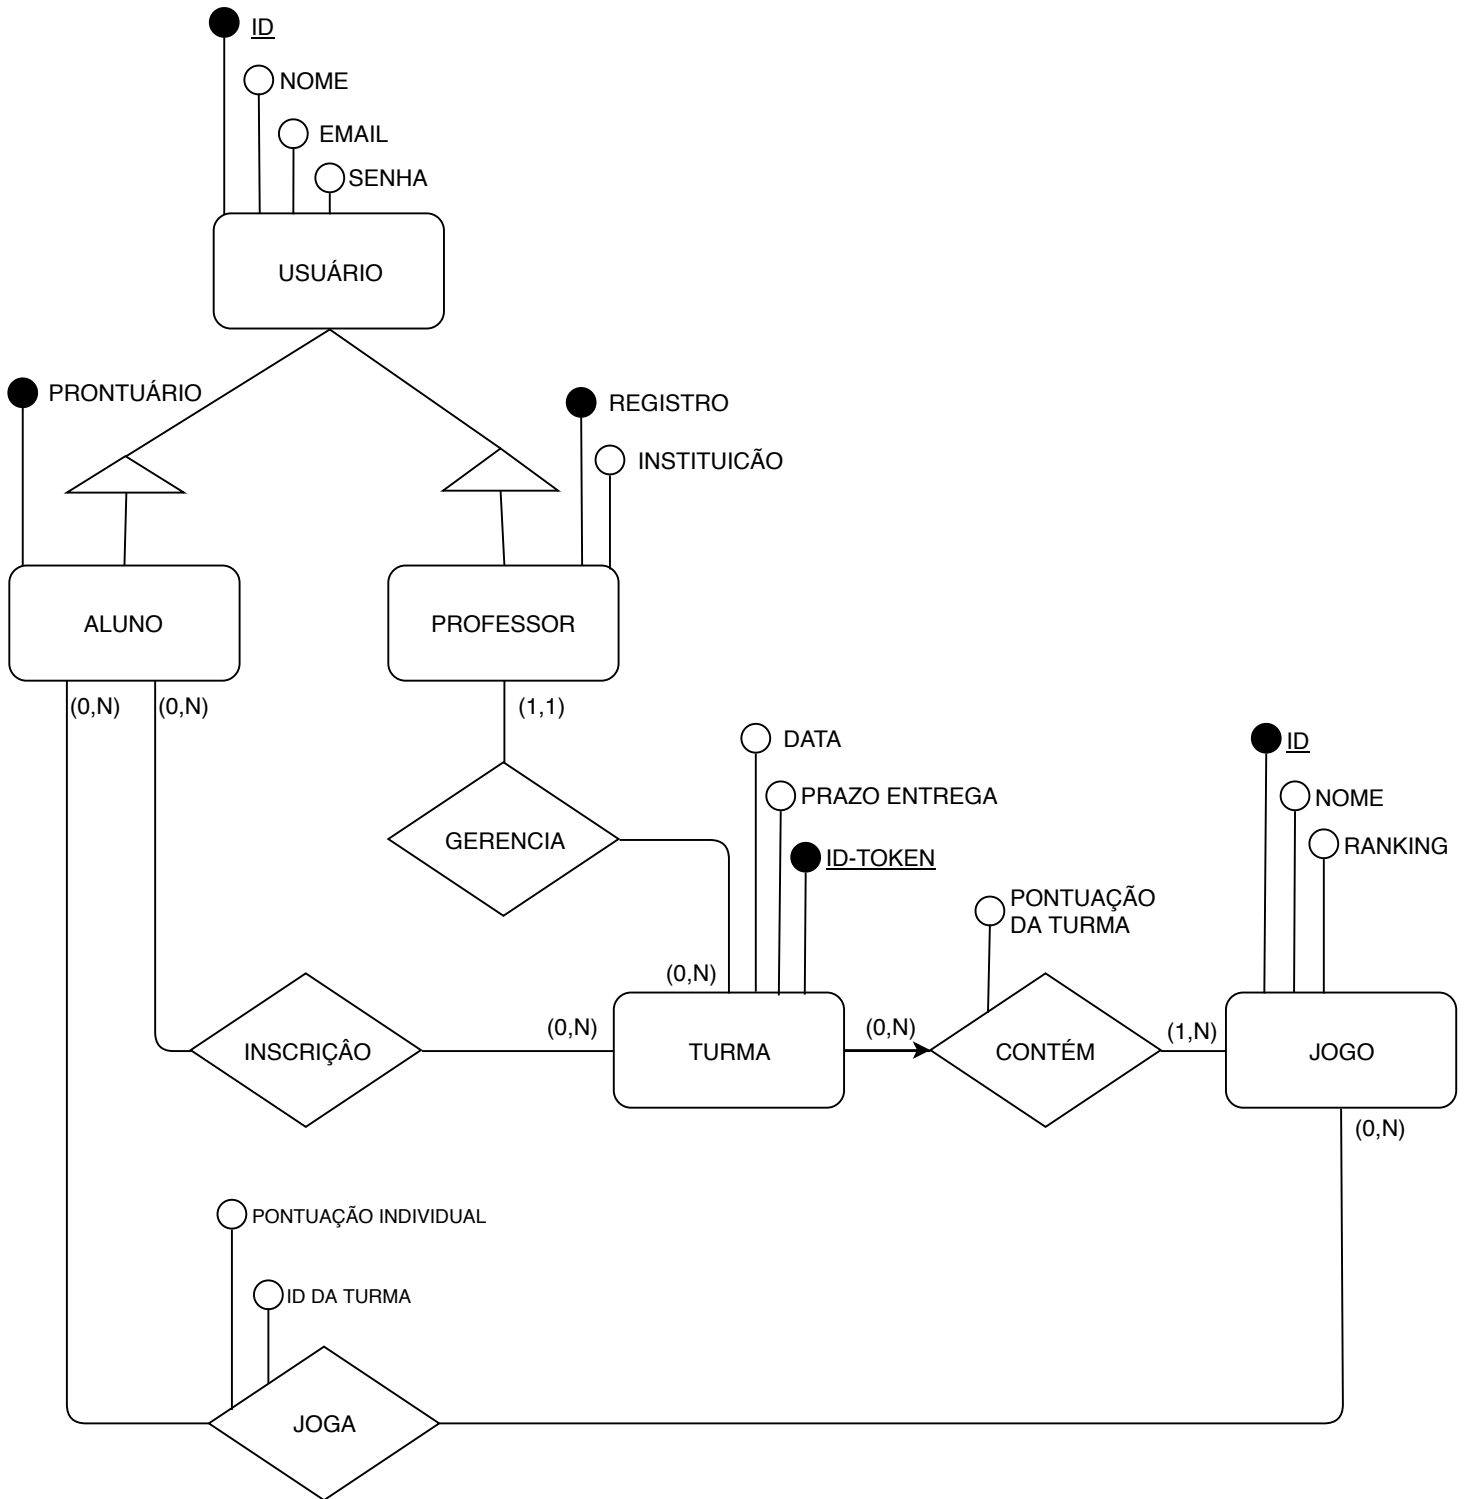 ID
NOME
EMAIL
SENHA
USUÁRIO
PRONTUÁRIO
REGISTRO
INSTITUICÃO
ALUNO
PROFESSOR
(0,N)
(0,N)
(1,1)
DATA
ID
PRAZO ENTREGA
NOME
GERENCIA
RANKING
ID-TOKEN
PONTUAÇÃO
DA TURMA
(0,N)
(0,N)
(0,N)
(1,N)
INSCRIÇÂO
TURMA
CONTÉM
JOGO
(0,N)
PONTUAÇÃO INDIVIDUAL
ID DA TURMA
JOGA